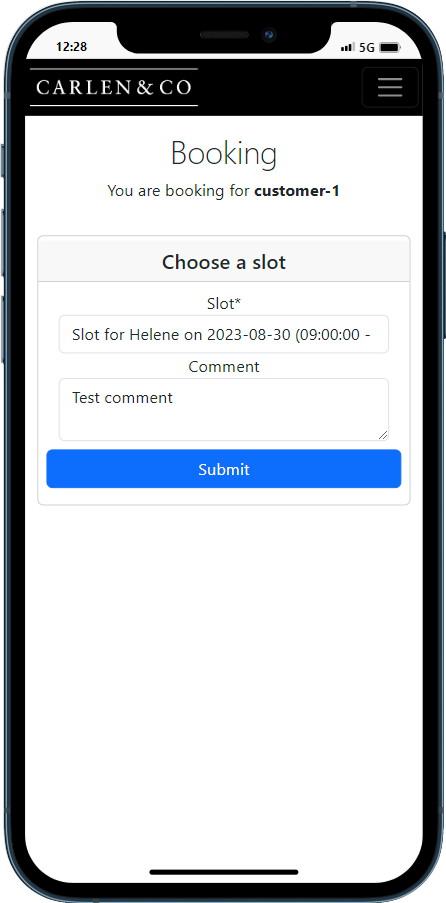 12:28
5G
CARLEN & CO
Booking
You are booking for customer-1
Choose a slot
Slot*
Slot for Helene on 2023-08-30 (09:00:00 -
Comment
Test comment
Submit